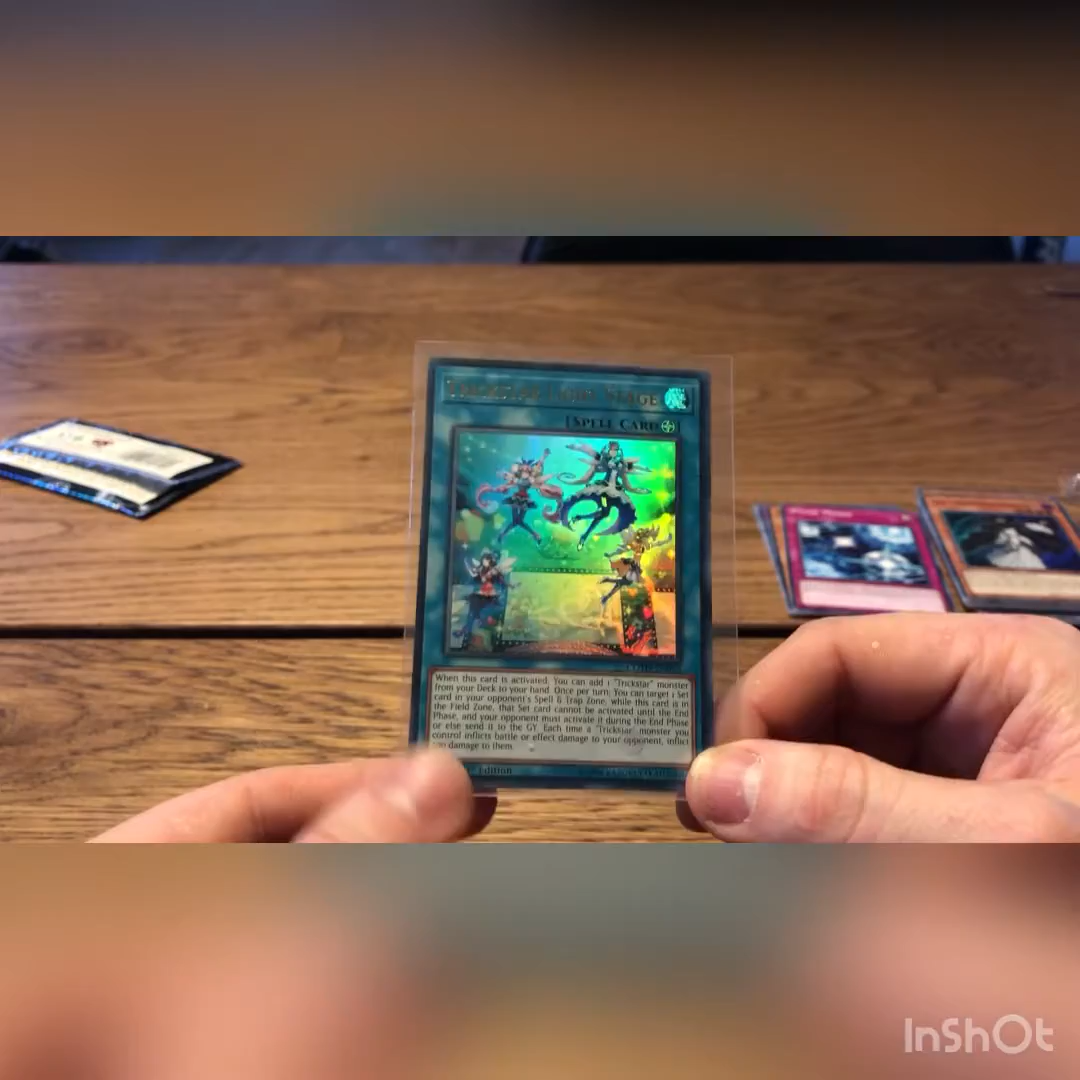 Trickstar Light Stage
[Spell Card
When this card is activated: You can add 1 "Trickstar" monster
from your Deck to your hand. Once per turn: You can target 1 Set
card in your opponent's Spell & Trap Zone; while this card is in
the Field Zone, that Set card cannot be activated until the End
Phase, and your opponent must activate it during the End Phase
or else send it to the GY. Each time a "Trickstar" monster you
control inflicts battle or effect damage to your opponent, inflict
damage to them.
Edition
InShOt